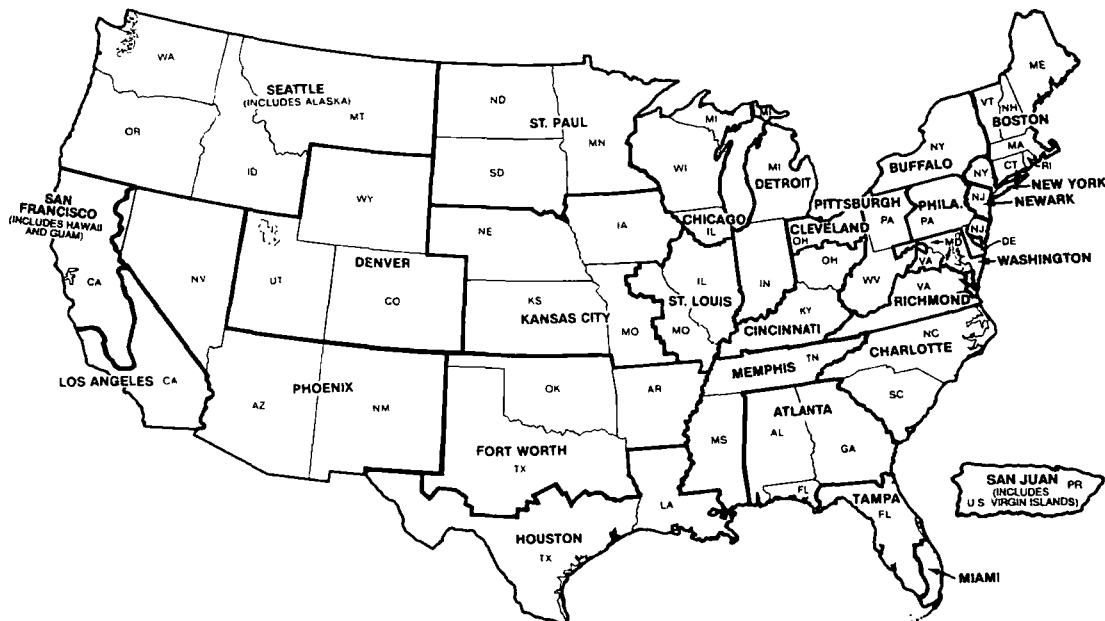 WA
SEATTLE
(INCLUDES ALASKA)
MT
OR
ID
ND
ST. PAUL
MN
SD
MI
MI
WI
MI
DETROIT
ME
VT
NH
BOSTON
MA
NY
BUFFALO
CT
RI
NY
NEW YORK
NEWARK
NJ
PITTSBURGH
PA
PHILA.
PA
NJ
DE
MD
WASHINGTON
WY
SAN
FRANCISCO
(INCLUDES HAWAII
AND GUAM)
CA
NV
UT
DENVER
CO
NE
IA
CHICAGO
IL
CLEVELAND
OH
OH
KS
KANSAS CITY
MO
IL
ST. LOUIS
MO
IN
WV
VA
VA
RICHMOND
KY
CINCINNATI
NC
CHARLOTTE
SC
MEMPHIS
TN
LOS ANGELES
CA
PHOENIX
AZ
NM
OK
AR
FORT WORTH
TX
MS
ATLANTA
AL
GA
FL
LA
HOUSTON
TX
TAMPA
FL
MIAMI
SAN JUAN
PR
(INCLUDES
U.S. VIRGIN ISLANDS)